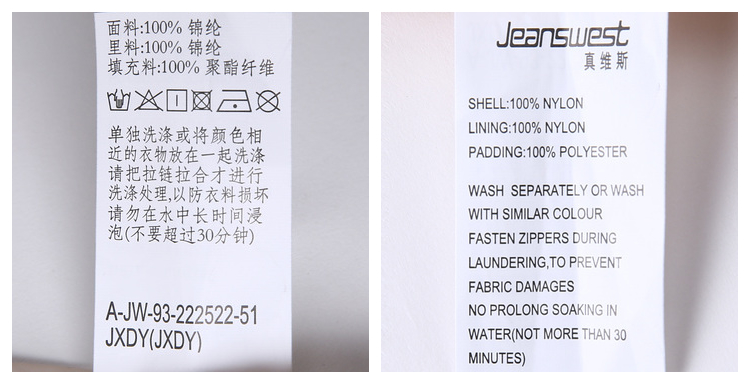 面料:100% 锦纶
里料:100% 锦纶
填充料:100% 聚酯纤维
单独洗涤或将颜色相
近的衣物放在一起洗涤
请把拉链拉合才进行
洗涤处理,以防衣料损坏
请勿在水中长时间浸
泡(不要超过30分钟)
A-JW-93-222522-51
JXDY(JXDY)
Jeanswest
真维斯
SHELL:100% NYLON
LINING:100% NYLON
PADDING:100% POLYESTER
WASH SEPARATELY OR WASH
WITH SIMILAR COLOUR
FASTEN ZIPPERS DURING
LAUNDERING,TO PREVENT
FABRIC DAMAGES
NO PROLONG SOAKING IN
WATER(NOT MORE THAN 30
MINUTES)